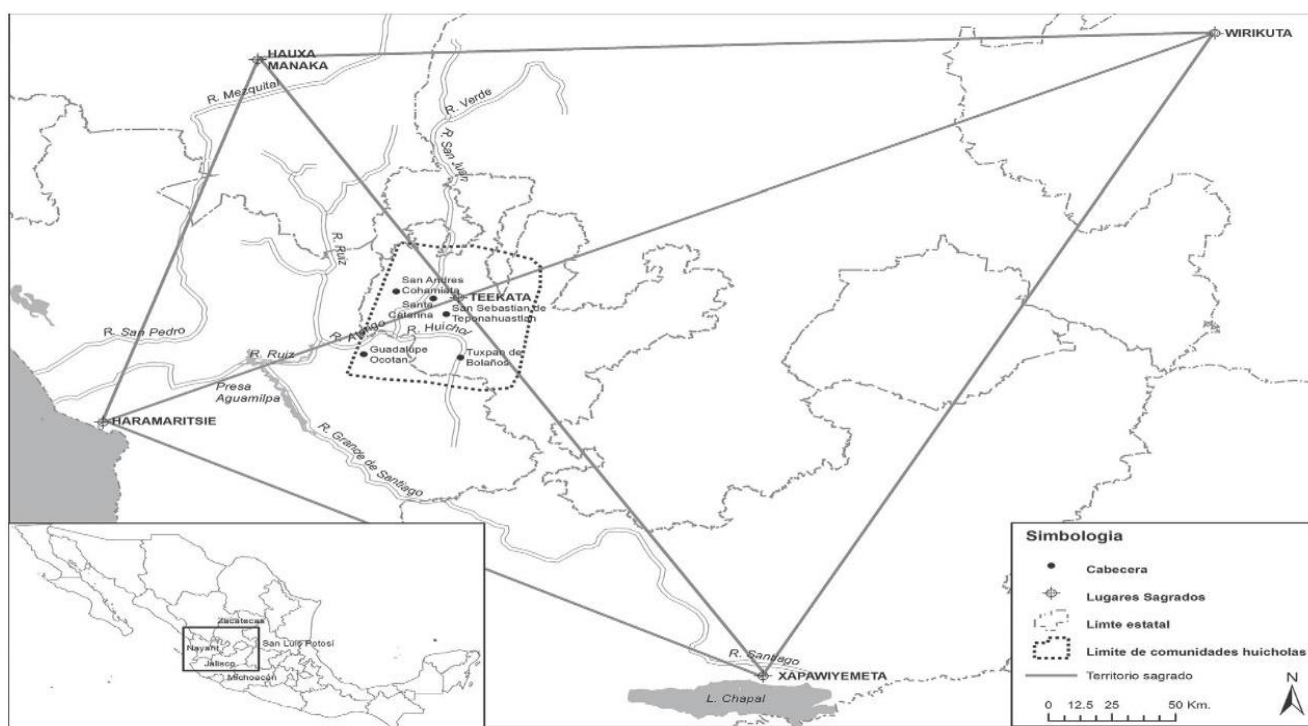 HAUXA
MANAKA
WIRIKUTA
R. Mezquital
R. Verde
R. San Juan
R. Ruiz
San Andres
Cohamiata
TEEKATA
Santa
Catarina
San Sebastian de
Teponahuastlan
R. San Pedro
R. Atengo
R. Huichol
R. Ruiz
Guadalupe
Ocotan
Tuxpan de
Bolaños
Presa
Aguamilpa
HARAMARITSIE
R. Grande de Santiago
R. Santiago
XAPAWIYEMETA
L. Chapal
Zacatecas
San Luis Potosí
Nayarit
Jalisco
Michoacán
Simbologia
Cabecera
Lugares Sagrados
Limte estatal
Limite de comunidades huicholas
Territorio sagrado
N
0 12.5 25 50 Km.